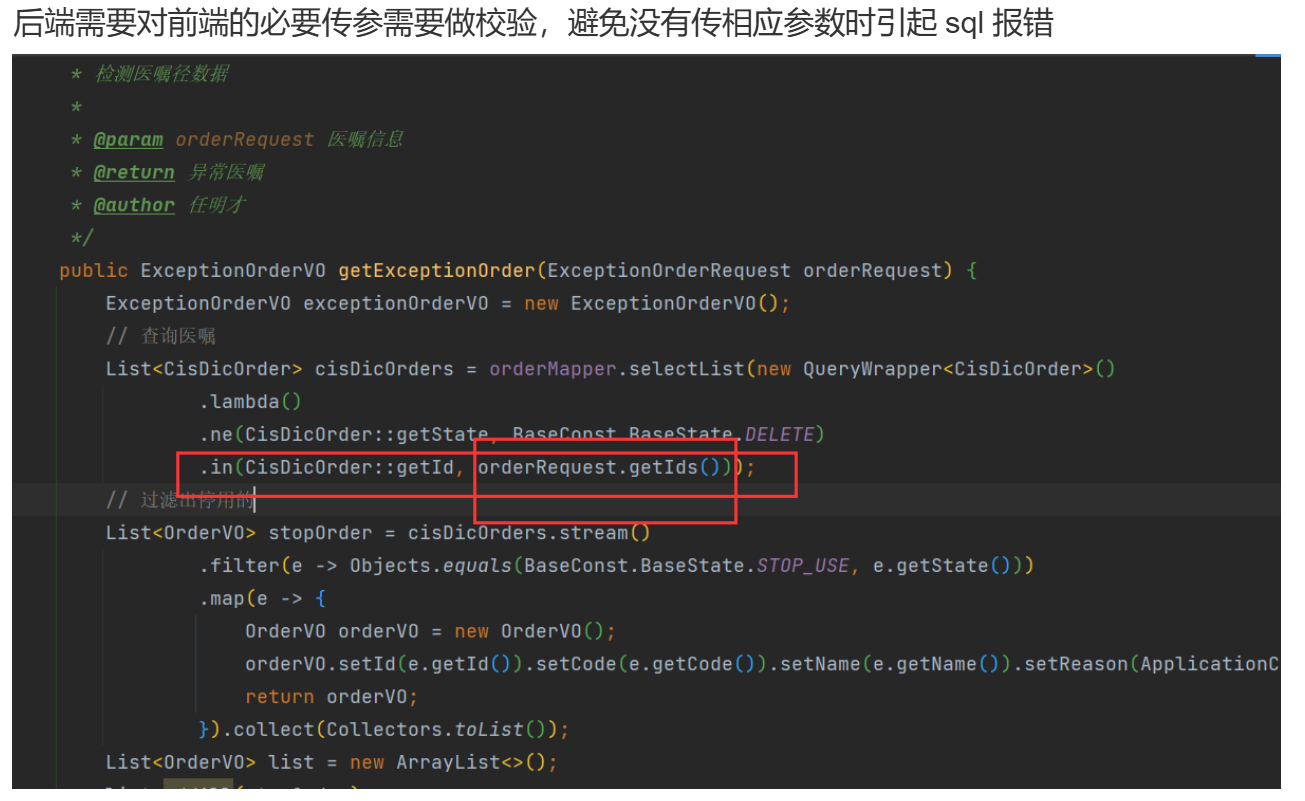 后端需要对前端的必要传参需要做校验，避免没有传相应参数时引起 sql 报错
* 检测医嘱径数据
*
* @param orderRequest 医嘱信息
* @return 异常医嘱
* @author 任明才
*/
public ExceptionOrderVO getExceptionOrder(ExceptionOrderRequest orderRequest) {
ExceptionOrderVO exceptionOrderVO = new ExceptionOrderVO();
// 查询医嘱
List<CisDicOrder> cisDicOrders = orderMapper.selectList(new QueryWrapper<CisDicOrder>()
.lambda()
.ne(CisDicOrder::getState, BaseConst.BaseState.DELETE)
.in(CisDicOrder::getId, orderRequest.getIds()));
// 过滤出停用的
List<OrderVO> stopOrder = cisDicOrders.stream()
.filter(e -> Objects.equals(BaseConst.BaseState.STOP_USE, e.getState()))
.map(e -> {
OrderVO orderVO = new OrderVO();
orderVO.setId(e.getId()).setCode(e.getCode()).setName(e.getName()).setReason(ApplicationC
return orderVO;
}).collect(Collectors.toList());
List<OrderVO> list = new ArrayList<>();